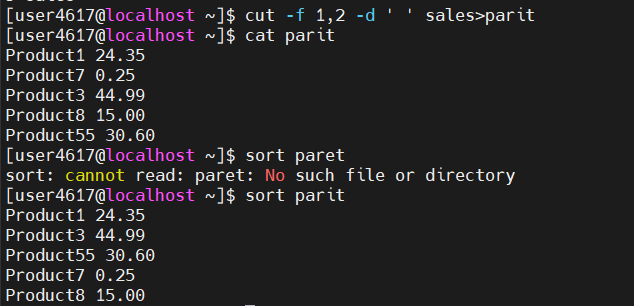 [user4617@localhost ~]$ cut -f 1,2 -d ' ' sales>parit
[user4617@localhost ~]$ cat parit
Product1 24.35
Product7 0.25
Product3 44.99
Product8 15.00
Product55 30.60
[user4617@localhost ~]$ sort paret
sort: cannot read: paret: No such file or directory
[user4617@localhost ~]$ sort parit
Product1 24.35
Product3 44.99
Product55 30.60
Product7 0.25
Product8 15.00